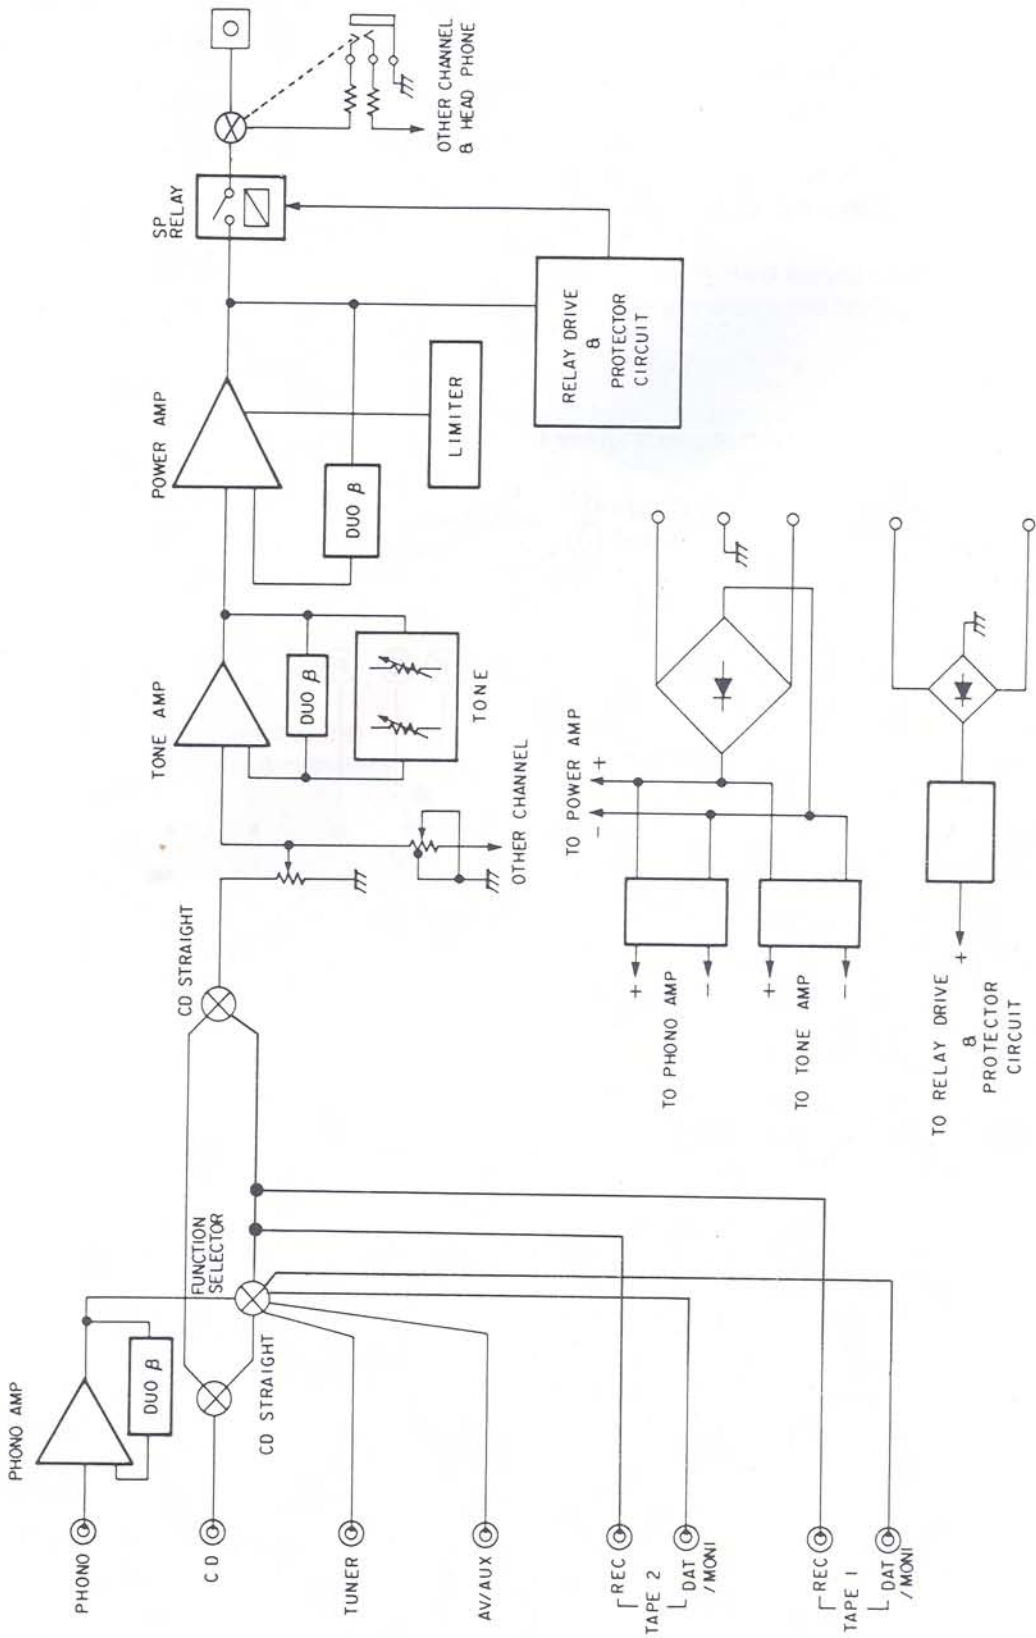 PHONO AMP
DUO β
PHONO
CD
TUNER
AV/AUX
REC
TAPE 2
DAT
/MONI
REC
TAPE 1
DAT
/MONI
CD STRAIGHT
FUNCTION
SELECTOR
CD STRAIGHT
OTHER CHANNEL
TONE AMP
DUO β
TONE
POWER AMP
DUO β
LIMITER
RELAY DRIVE
&
PROTECTOR
CIRCUIT
SP
RELAY
OTHER CHANNEL
& HEAD PHONE
TO POWER AMP
- +
+
TO PHONO AMP
-
+
TO TONE AMP
-
+
TO RELAY DRIVE
&
PROTECTOR
CIRCUIT